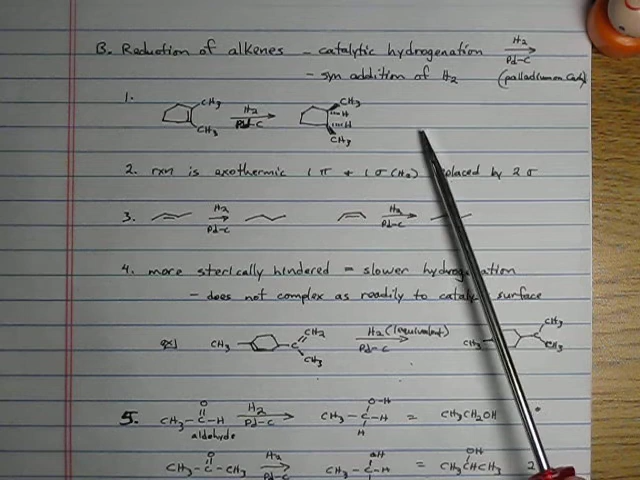 B. Reduction of alkenes - catalytic hydrogenation H2 Pd-C
- syn addition of H2 (palladium on
1. CH3 CH3 H2 Pd-C CH3 H H CH3
2. rxn is exothermic 1 π + 1 σ (H2) placed by 2 σ
3. H2 Pd-C H2 Pd-C
4. more sterically hindered = slower hydrogenation
- does not complex as readily to catalyst surface
ex) CH3 C CH2 CH3 H2 (1 equivalent) Pd-C CH3 CH3 CH3
5. CH3-C-H O H2 Pd-C CH3-C-H O-H H = CH3CH2OH
aldehyde
CH3-C-CH3 O H2 Pd-C CH3-C-H OH = CH3CHCH3 OH 2